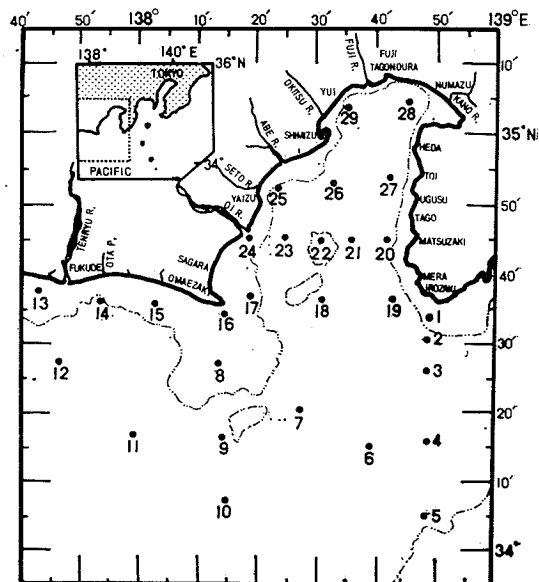 40′ 50′ 138° 10′ 20′ 30′ 40′ 139°E
138° 140°E
36°N
TOKYO
34°
PACIFIC
FUJI R.
FUJI
TAGONOURA
10′
YUI
OKITSU R.
NUMAZU
KANO R.
29
28
ABE R.
SHIMIZU
35°N
HEDA
SETO R.
TOJ
27
25
26
YAIZU
OI R.
50′
UGUSU
TAGO
TENRYU R.
24
23
22
21
20
MATSUZAKI
SAGARA
FUKUDE
OTA R.
OMAEZAKI
40′
MERA
IROZAKI
13
14
15
16
17
18
19
1
30′
2
12
8
3
20′
7
11
9
6
4
10′
10
5
34°